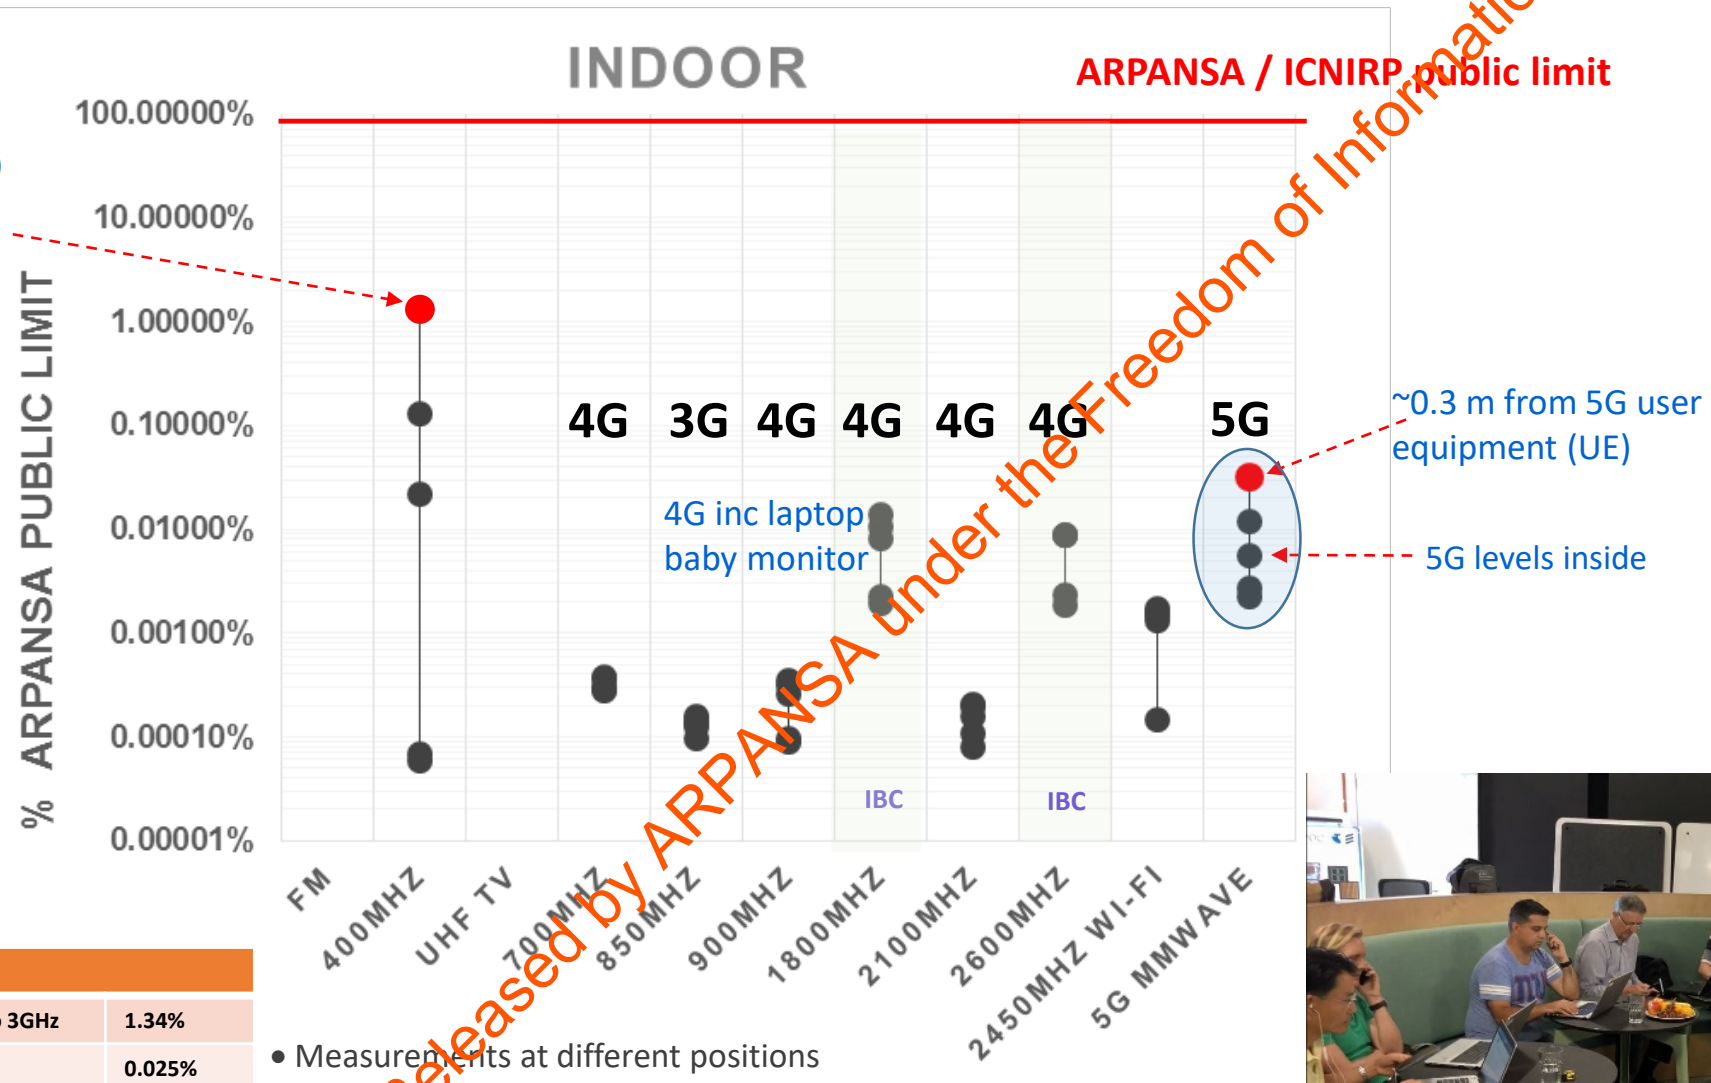 INDOOR
ARPANSA / ICNIRP public limit
100.00000%
10.00000%
1.00000%
0.10000%
0.01000%
0.00100%
0.00010%
0.00001%
% ARPANSA PUBLIC LIMIT
4G 3G 4G 4G 4G 4G 5G
~0.3 m from 5G user
equipment (UE)
4G inc laptop
baby monitor
5G levels inside
IBC IBC
FM
400MHZ
UHF TV
700MHZ
850MHZ
900MHZ
1800MHZ
2100MHZ
2600MHZ
2450MHZ WI-FI
5G MMWAVE
3GHz 1.34%
0.025%
• Measurements at different positions
Released by ARPANSA under the Freedom of Informatio